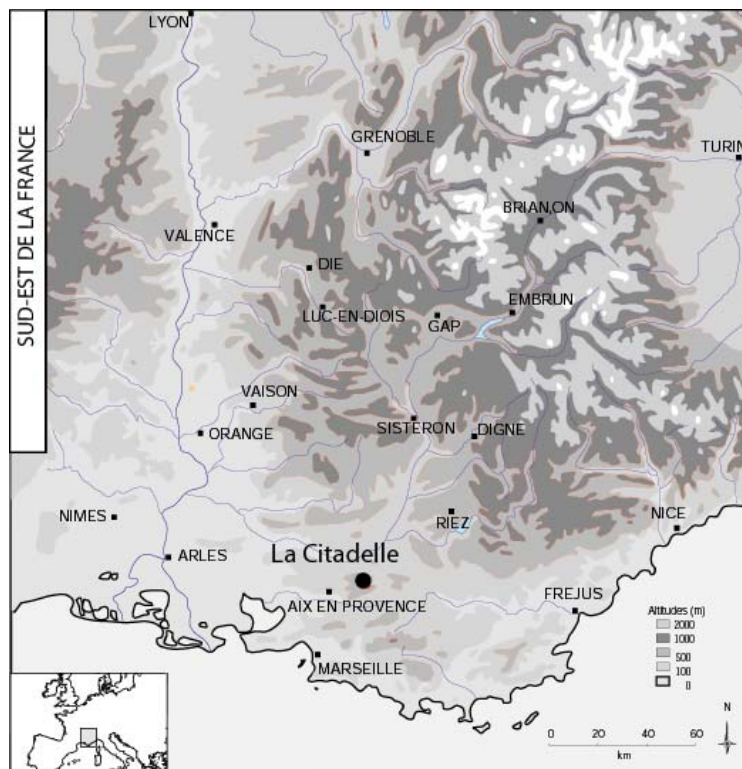 SUD-EST DE LA FRANCE
LYON
GRENOBLE
TURIN
BRIAN,ON
VALENCE
DIE
LUC-EN-DIOIS
EMBRUN
GAP
VAISON
SISTERON
DIGNE
ORANGE
NIMES
RIEZ
NICE
ARLES
La Citadelle
AIX EN PROVENCE
FREJUS
MARSEILLE
Altitudes (m)
2000
1000
500
100
0
N
0 20 40 60
km